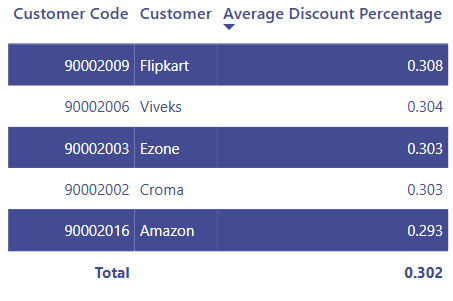 Customer Code Customer Average Discount Percentage
90002009 Flipkart 0.308
90002006 Viveks 0.304
90002003 Ezone 0.303
90002002 Croma 0.303
90002016 Amazon 0.293
Total 0.302